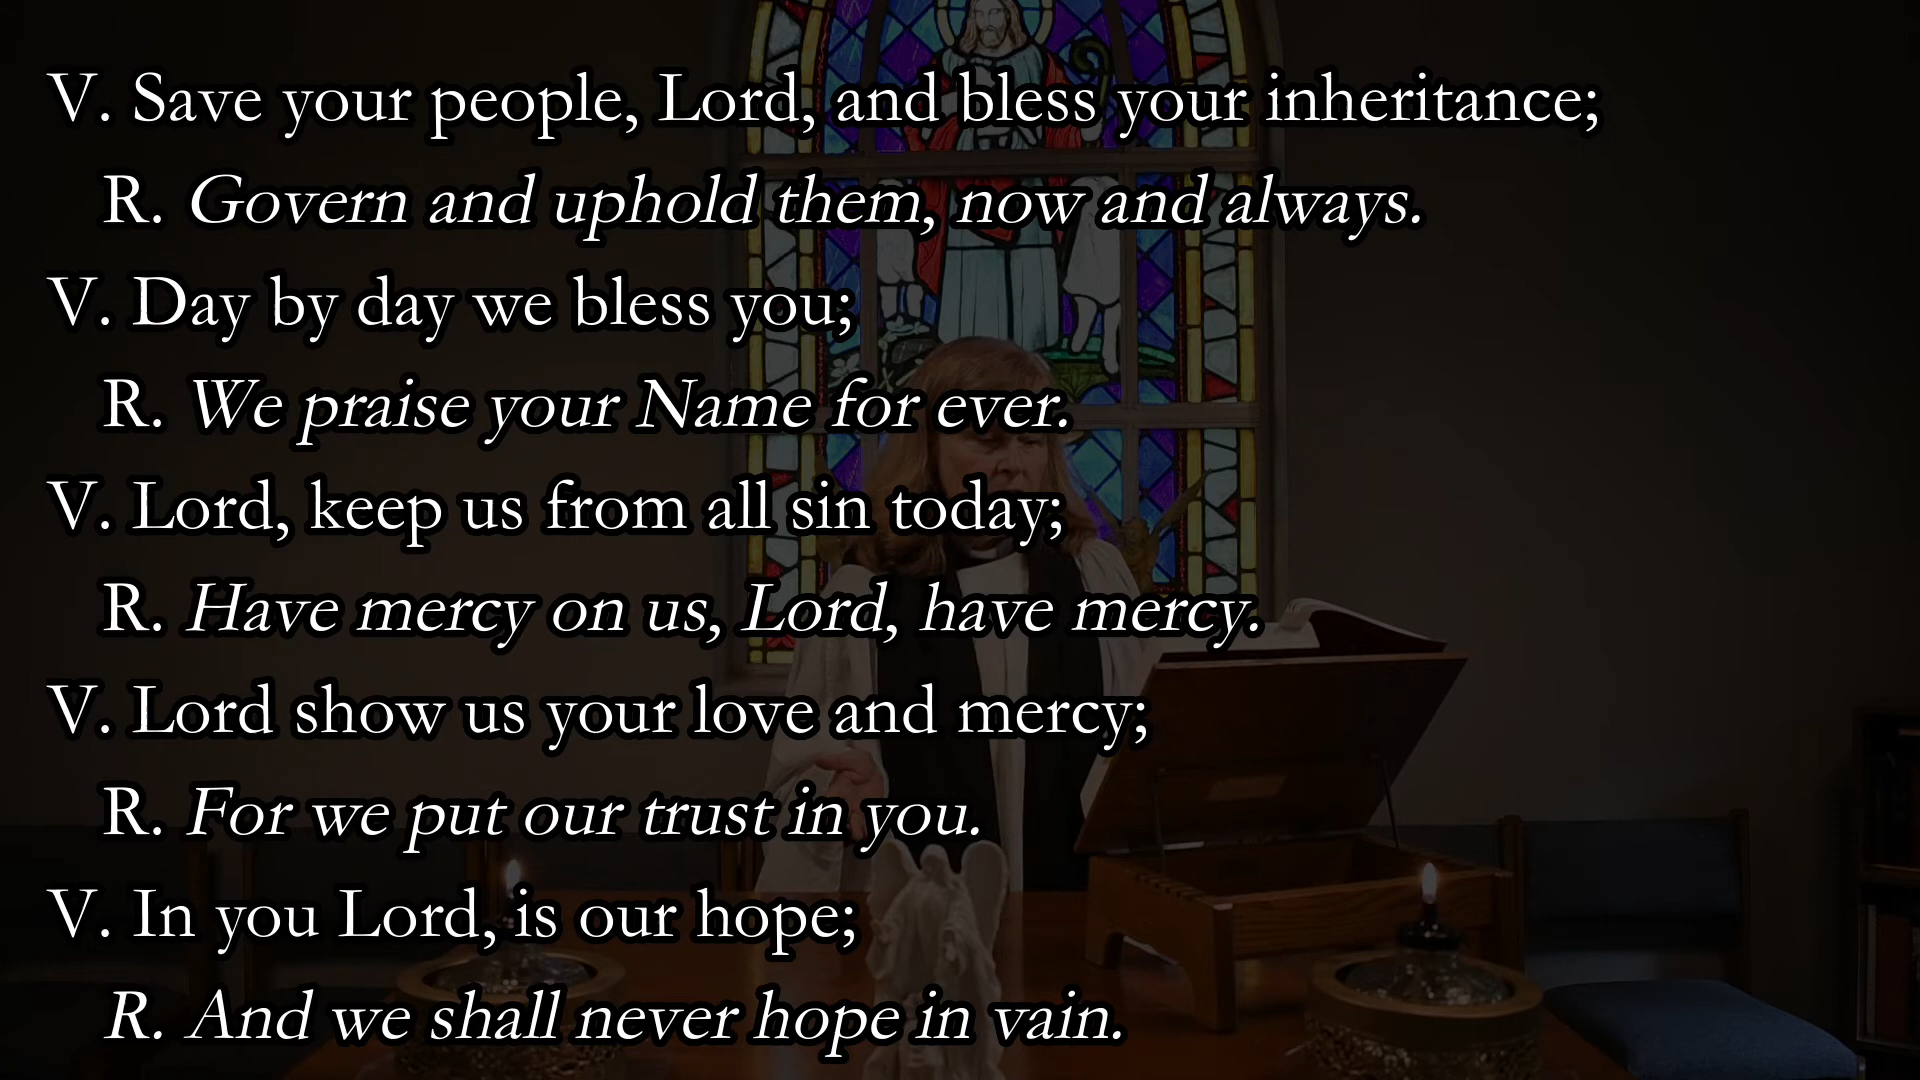 V. Save your people, Lord, and bless your inheritance;
R. Govern and uphold them, now and always.
V. Day by day we bless you;
R. We praise your Name for ever.
V. Lord, keep us from all sin today;
R. Have mercy on us, Lord, have mercy.
V. Lord show us your love and mercy;
R. For we put our trust in you.
V. In you Lord, is our hope;
R. And we shall never hope in vain.